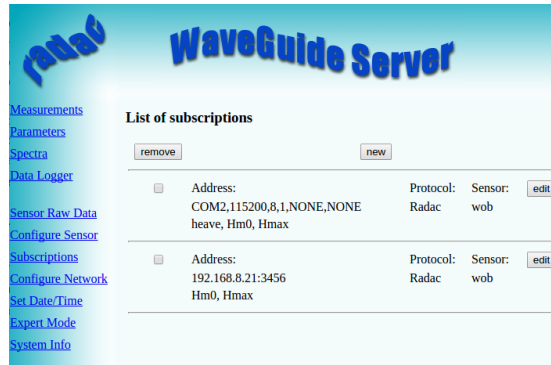 radac
WaveGuide Server
Measurements
Parameters
Spectra
Data Logger
Sensor Raw Data
Configure Sensor
Subscriptions
Configure Network
Set Date/Time
Expert Mode
System Info
List of subscriptions
remove new
Address: Protocol: Sensor: edit
COM2,115200,8,1,NONE,NONE Radac wob
heave, Hm0, Hmax
Address: Protocol: Sensor: edit
192.168.8.21:3456 Radac wob
Hm0, Hmax